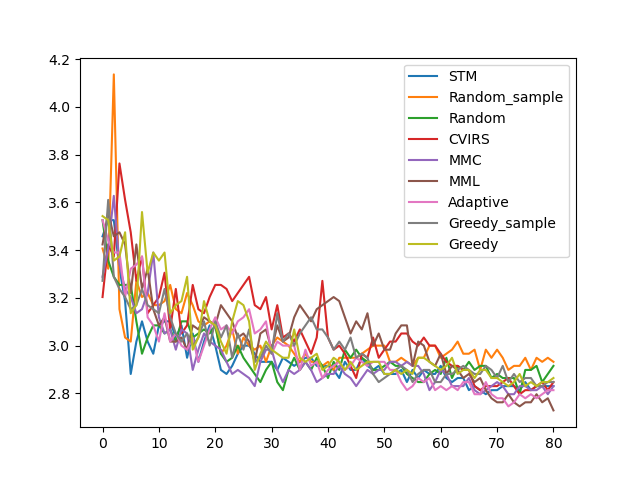 4.2
4.0
3.8
3.6
3.4
3.2
3.0
2.8
0
10
20
30
40
50
60
70
80
STM
Random_sample
Random
CVIRS
MMC
MML
Adaptive
Greedy_sample
Greedy